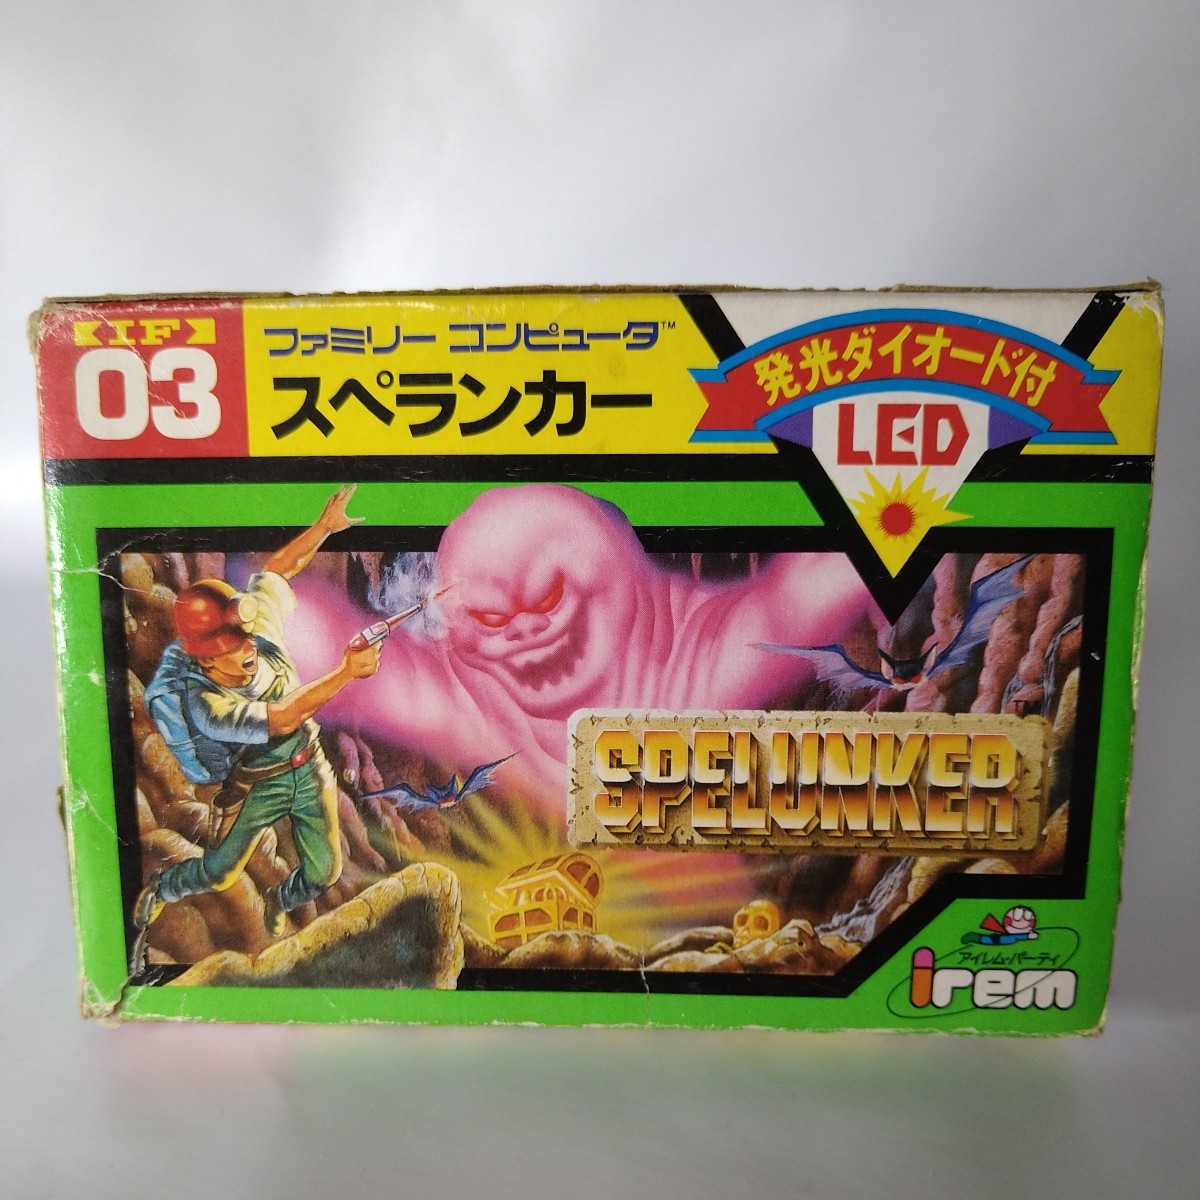 IF
03
ファミリー コンピュータ™
スペランカー
発光ダイオード付
LED
TM
SPELUNKER
アイレム・パーティ
irem